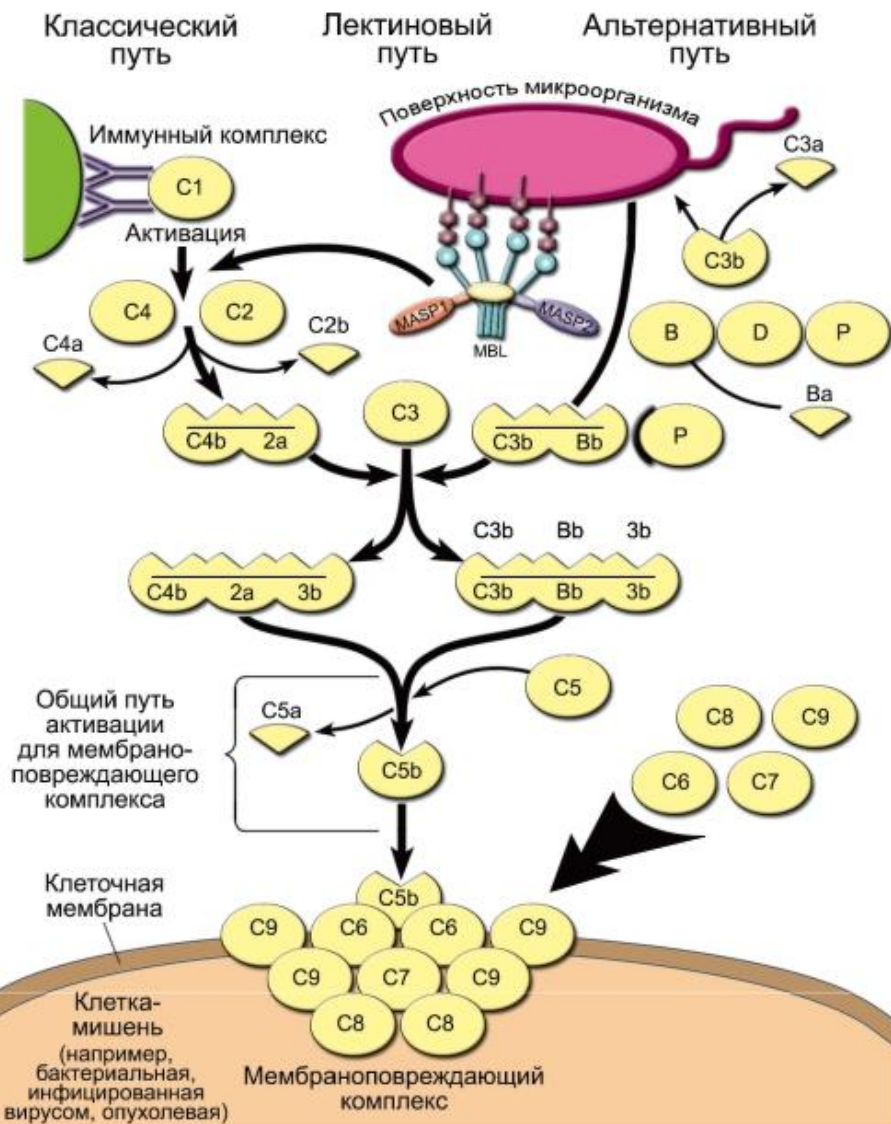 Классический
путь
Лектиновый
путь
Альтернативный
путь
Поверхность микроорганизма
Иммунный комплекс
C1
Активация
C3a
C3b
C4
C2
C4a
C2b
MASP1
MASP2
MBL
B
D
P
Ba
C4b 2a
C3
C3b Bb
P
C3b Bb 3b
C4b 2a 3b
C3b Bb 3b
Общий путь
активации
для мембрано-
повреждающего
комплекса
C5a
C5
C5b
C8
C9
C6
C7
Клеточная
мембрана
C5b
C9
C6
C6
C9
C9
C7
C9
C8
C8
Клетка-
мишень
(например,
бактериальная,
инфицированная
вирусом, опухолевая)
Мембраноповреждающий
комплекс